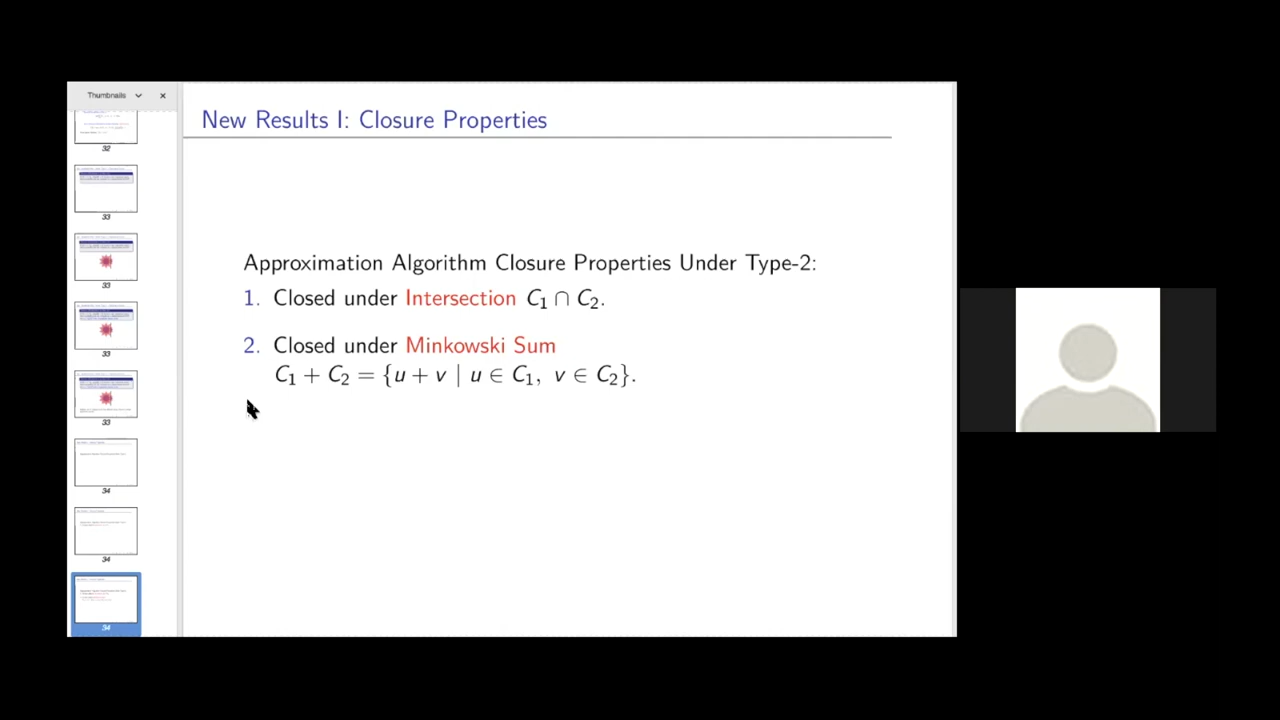 Thumbnails
New Results I: Closure Properties
32
33
33
33
33
34
34
34
Approximation Algorithm Closure Properties Under Type-2:
1. Closed under Intersection C₁ ∩ C₂.
2. Closed under Minkowski Sum
C₁ + C₂ = {u + v | u ∈ C₁, v ∈ C₂}.